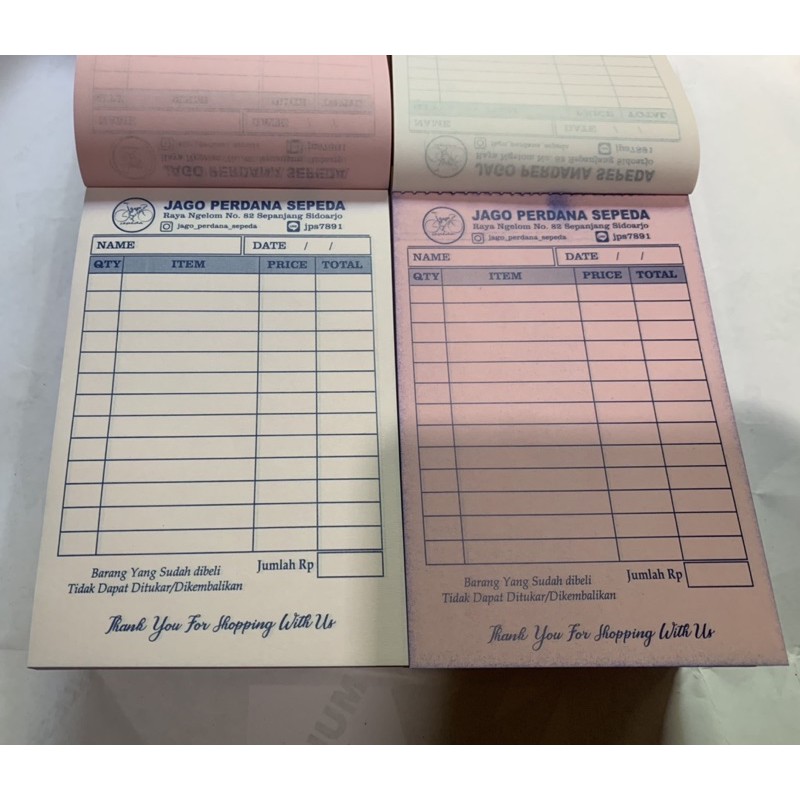 JAGO PERDANA SEPEDA
Raya Ngelom No. 82 Sepanjang Sidoarjo
jago_perdana_sepeda jpa7891
NAME DATE / /
QTY ITEM PRICE TOTAL
Jumlah Rp
Barang Yang Sudah dibeli
Tidak Dapat Ditukar/Dikembalikan
Thank You For Shopping With Us
JAGO PERDANA SEPEDA
Raya Ngelom No. 82 Sepanjang Sidoarjo
jago_perdana_sepeda jpa7891
NAME DATE / /
QTY ITEM PRICE TOTAL
Jumlah Rp
Barang Yang Sudah dibeli
Tidak Dapat Ditukar/Dikembalikan
Thank You For Shopping With Us